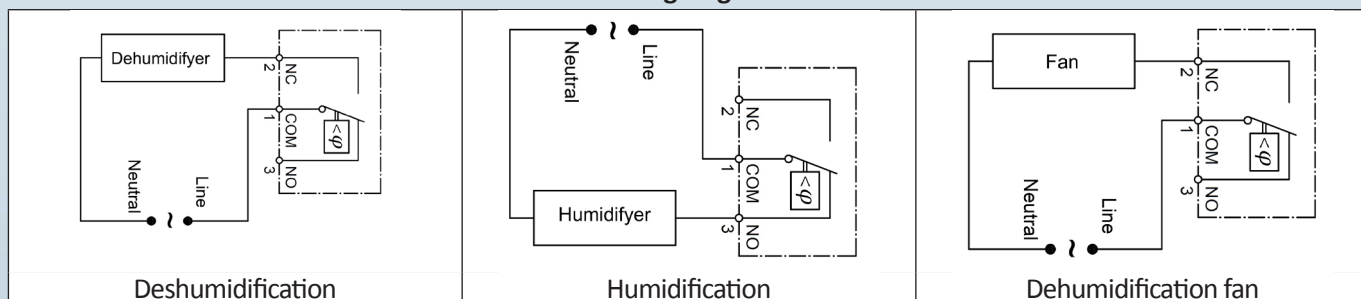 Dehumidifyer
2
NC
1
COM
3
NO
<φ
Neutral
Line
Deshumidification
Neutral
Line
2
NC
1
COM
3
NO
<φ
Humidifyer
Humidification
Fan
2
NC
1
COM
3
NO
<φ
Neutral
Line
Dehumidification fan